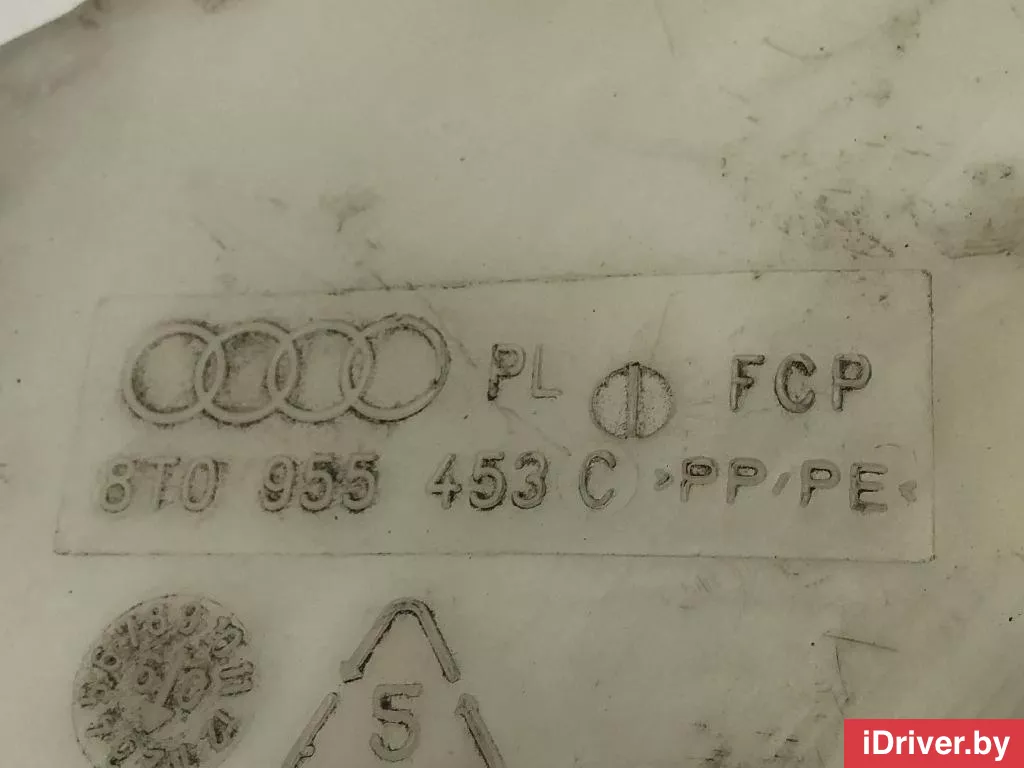 PL FCP
8T0 955 453 C >PP/PE<
5
iDriver.by